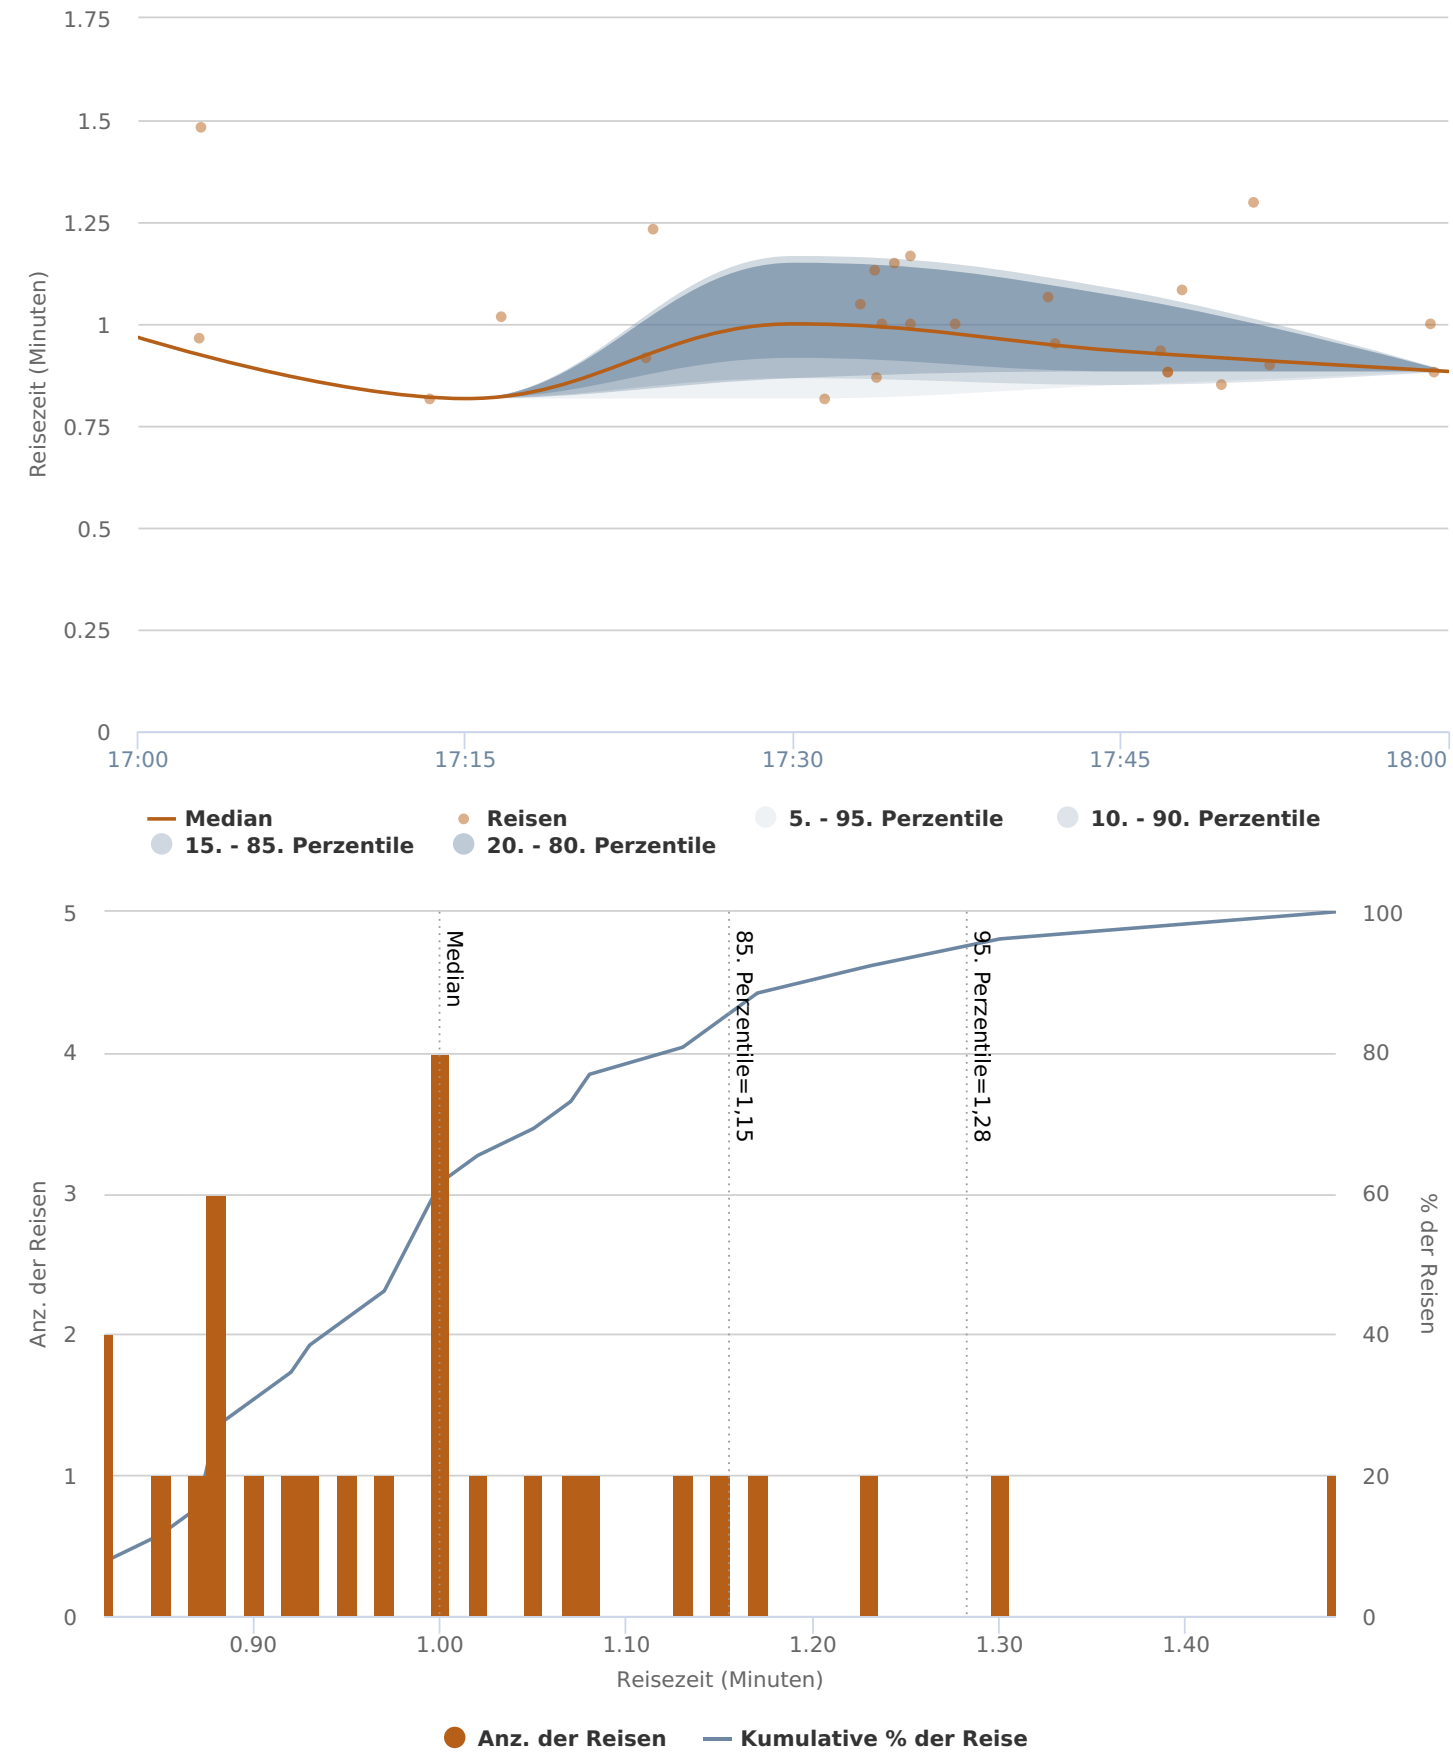 1.75
1.5
1.25
1
0.75
0.5
0.25
0
Reisezeit (Minuten)
17:00 17:15 17:30 17:45 18:00
Median Reisen 5. - 95. Perzentile 10. - 90. Perzentile
15. - 85. Perzentile 20. - 80. Perzentile
5 100
4 80
3 60
2 40
1 20
0 0
Anz. der Reisen
% der Reisen
Median
85. Perzentile=1,15
95. Perzentile=1,28
0.90 1.00 1.10 1.20 1.30 1.40
Reisezeit (Minuten)
Anz. der Reisen Kumulative % der Reise